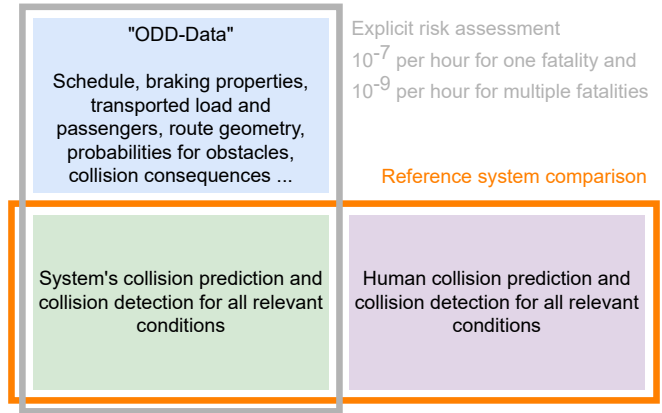 "ODD-Data"
Schedule, braking properties,
transported load and
passengers, route geometry,
probabilities for obstacles,
collision consequences ...
Explicit risk assessment
10⁻⁷ per hour for one fatality and
10⁻⁹ per hour for multiple fatalities
Reference system comparison
System's collision prediction and
collision detection for all relevant
conditions
Human collision prediction and
collision detection for all relevant
conditions